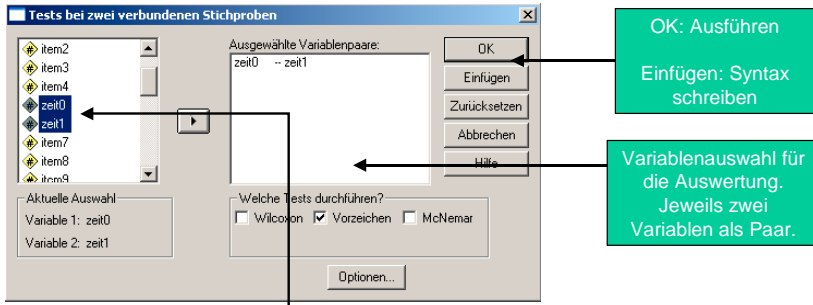 Tests bei zwei verbundenen Stichproben
item2
item3
item4
zeit0
zeit1
item7
item8
item9
Ausgewählte Variablenpaare:
zeit0 -- zeit1
OK
Einfügen
Zurücksetzen
Abbrechen
Hilfe
Aktuelle Auswahl
Variable 1: zeit0
Variable 2: zeit1
Welche Tests durchführen?
Wilcoxon Vorzeichen McNemar
Optionen...
OK: Ausführen
Einfügen: Syntax
schreiben
Variablenauswahl für
die Auswertung.
Jeweils zwei
Variablen als Paar.